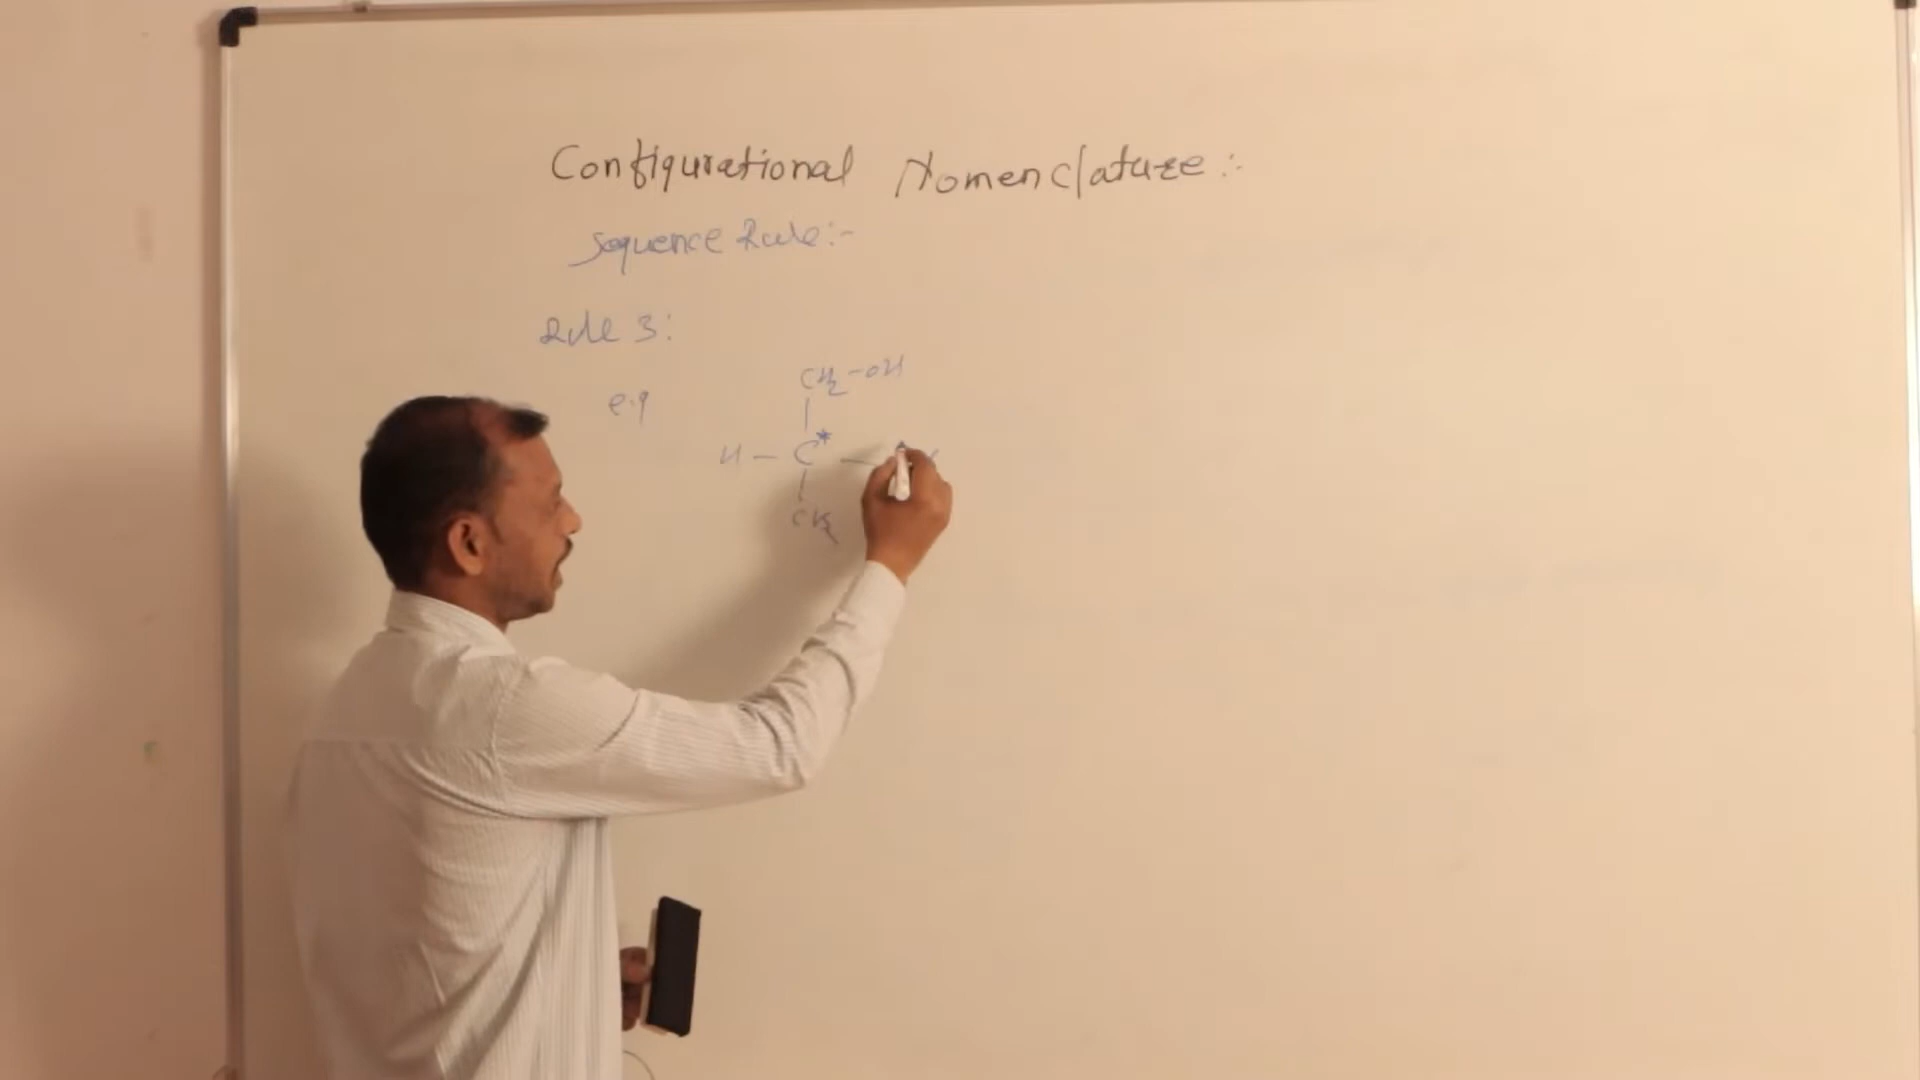 Configurational Nomenclature :-
Sequence Rule:-
Rule 3:
CH2-OH
e.g
H - C* -
CH3